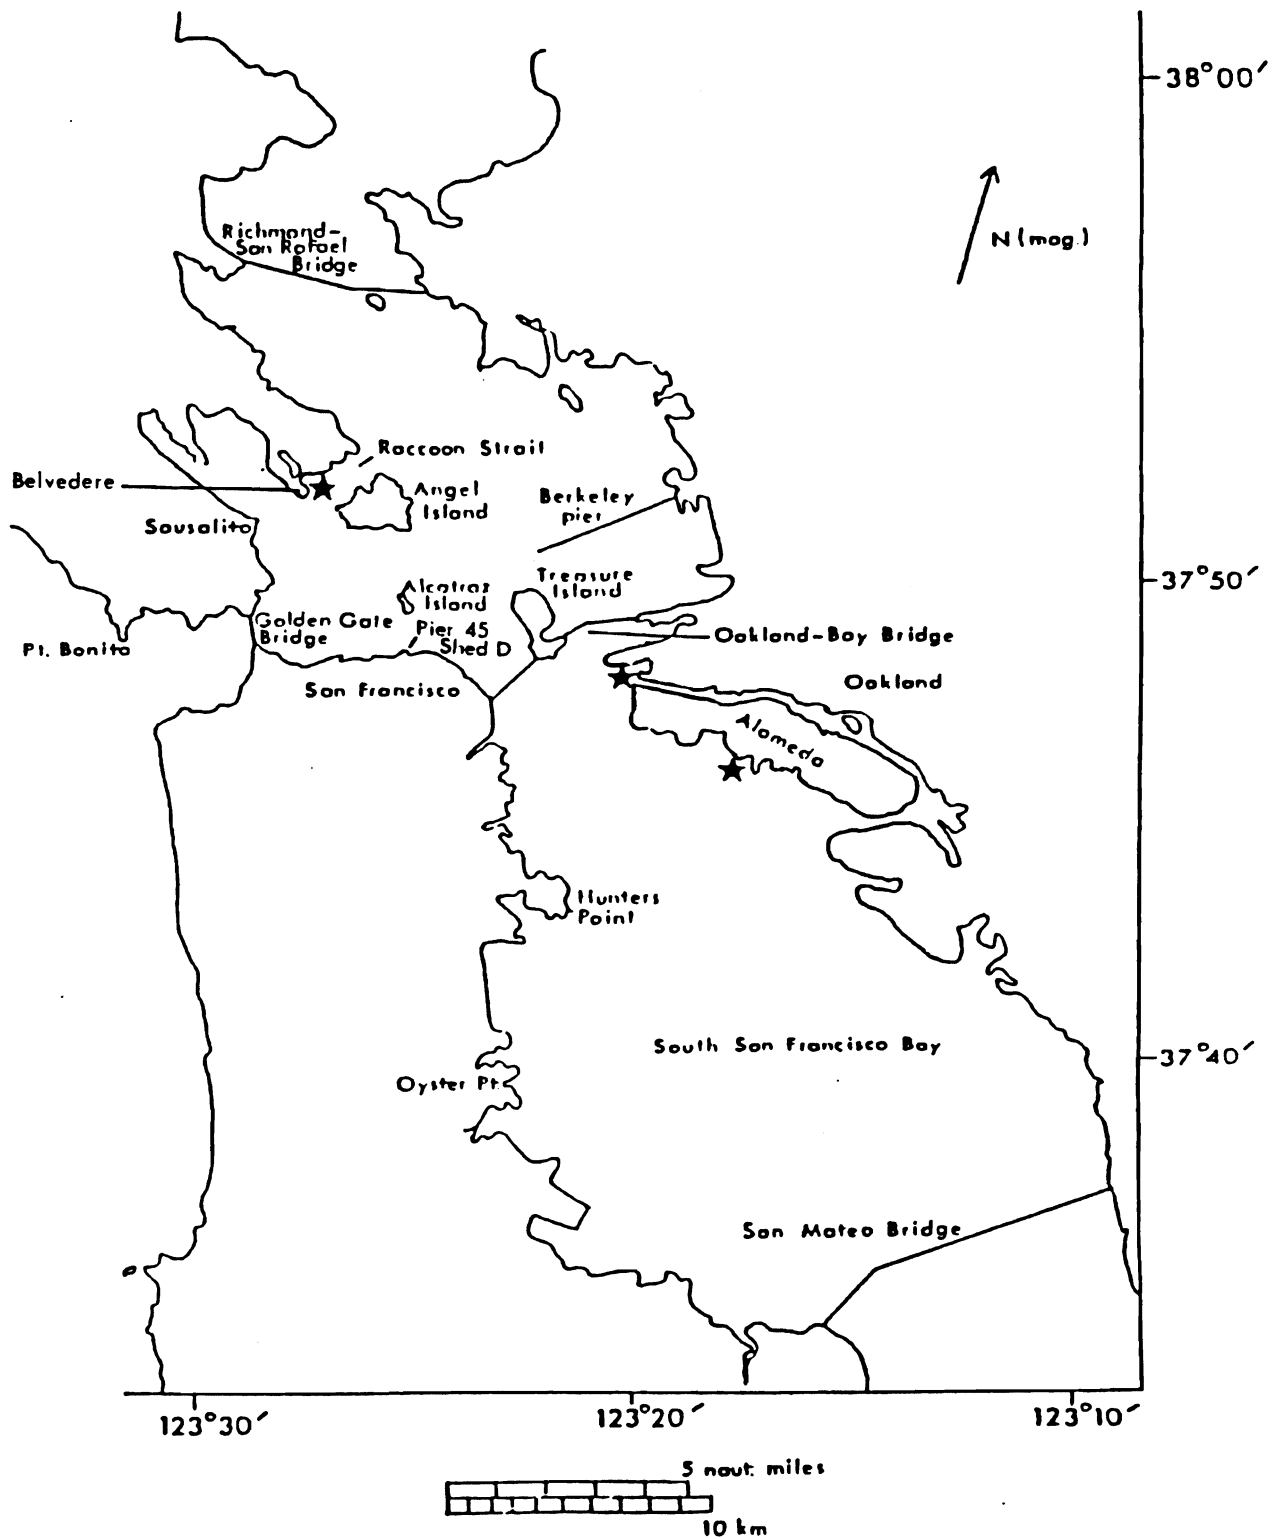 38°00′
N (mag.)
Richmond-
San Rafael
Bridge
Raccoon Strait
Belvedere
Angel
Island
Berkeley
pier
Sausalito
Alcatraz
Island
Treasure
Island
37°50′
Golden Gate
Bridge
Pier 45
Shed D
Oakland-Bay Bridge
Pt. Bonita
San Francisco
Oakland
Alameda
Hunters
Point
South San Francisco Bay
37°40′
Oyster Pt.
San Mateo Bridge
123°30′
123°20′
123°10′
5 naut. miles
10 km